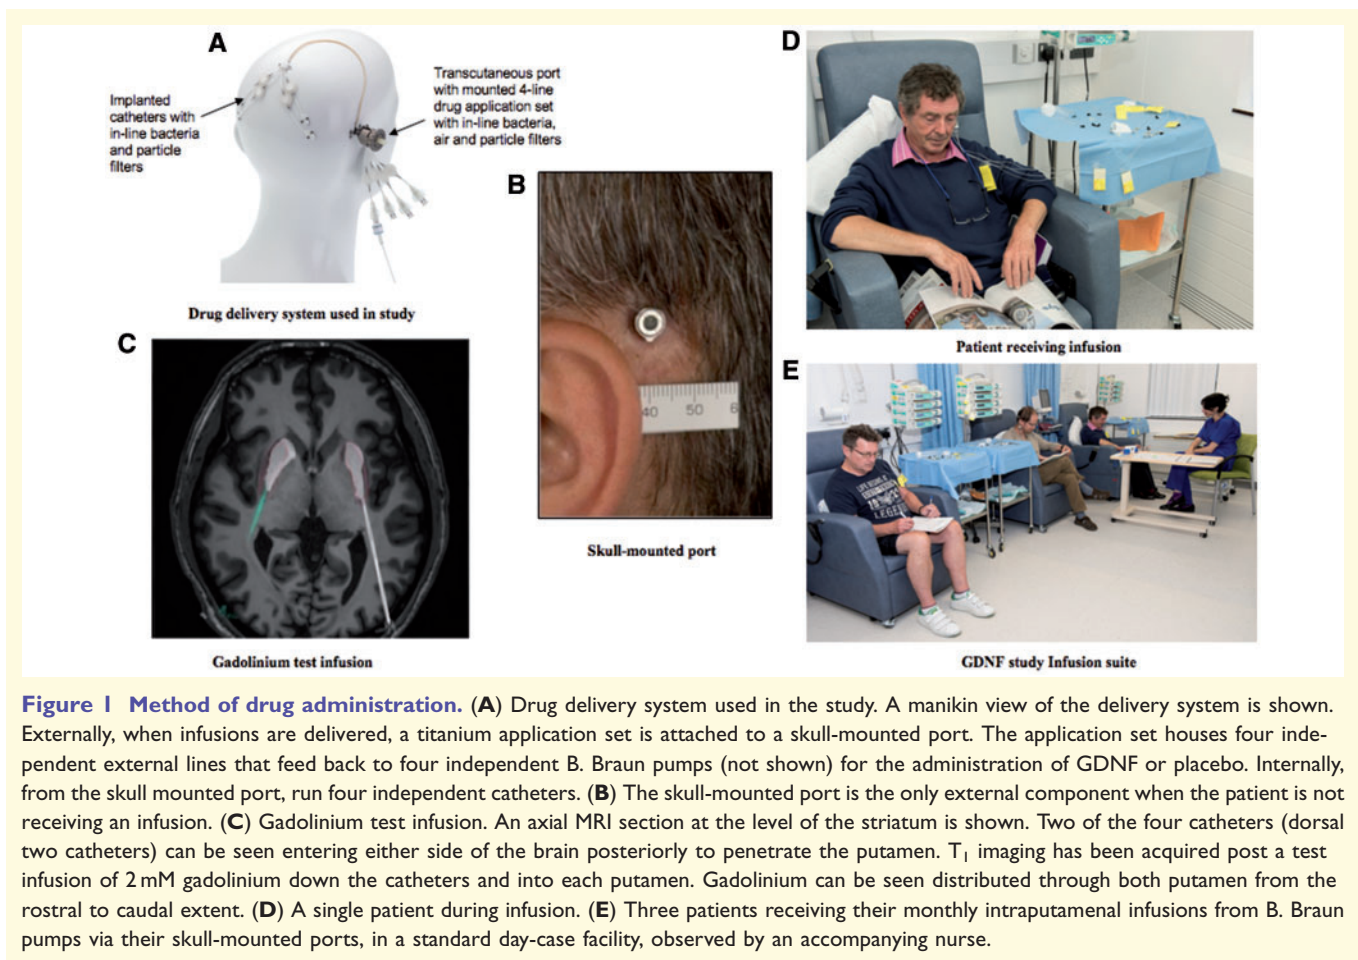 A
Implanted
catheters with
in-line bacteria
and particle
filters
Transcutaneous port
with mounted 4-line
drug application set
with in-line bacteria,
air and particle filters
Drug delivery system used in study
B
40 50 6
Skull-mounted port
C
Gadolinium test infusion
D
Patient receiving infusion
E
LEGEND
GDNF study Infusion suite
Figure 1 Method of drug administration. (A) Drug delivery system used in the study. A manikin view of the delivery system is shown.
Externally, when infusions are delivered, a titanium application set is attached to a skull-mounted port. The application set houses four inde-
pendent external lines that feed back to four independent B. Braun pumps (not shown) for the administration of GDNF or placebo. Internally,
from the skull mounted port, run four independent catheters. (B) The skull-mounted port is the only external component when the patient is not
receiving an infusion. (C) Gadolinium test infusion. An axial MRI section at the level of the striatum is shown. Two of the four catheters (dorsal
two catheters) can be seen entering either side of the brain posteriorly to penetrate the putamen. T1 imaging has been acquired post a test
infusion of 2 mM gadolinium down the catheters and into each putamen. Gadolinium can be seen distributed through both putamen from the
rostral to caudal extent. (D) A single patient during infusion. (E) Three patients receiving their monthly intraputamenal infusions from B. Braun
pumps via their skull-mounted ports, in a standard day-case facility, observed by an accompanying nurse.